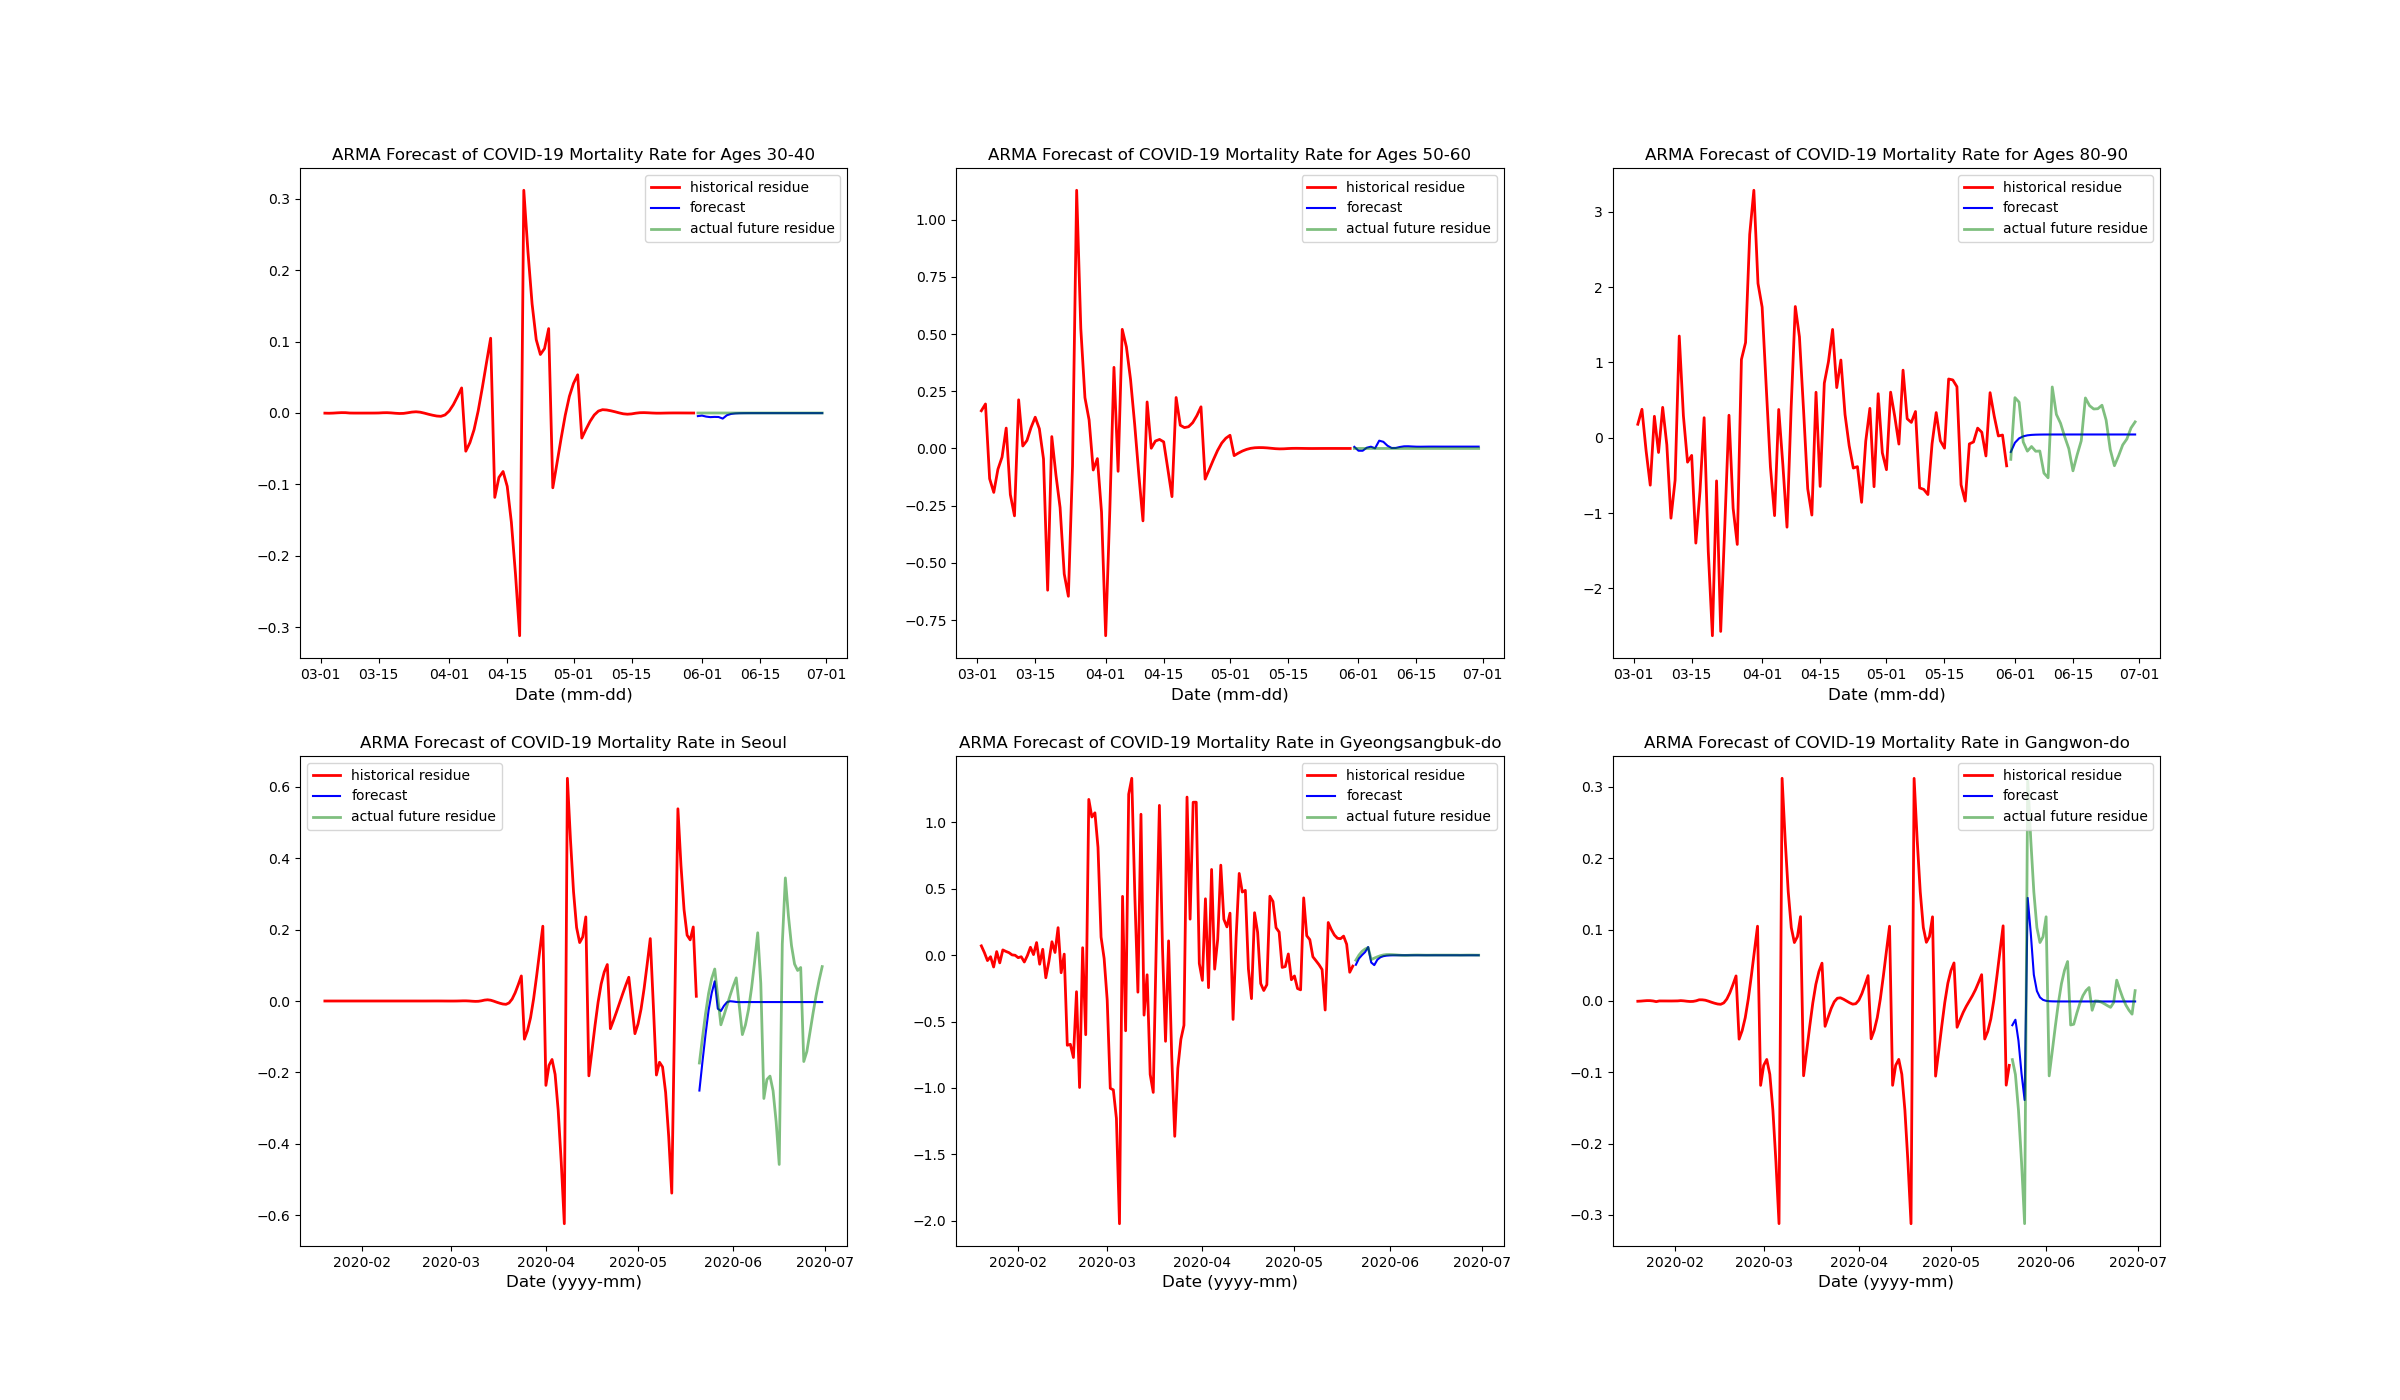 ARMA Forecast of COVID-19 Mortality Rate for Ages 30-40
historical residue
forecast
actual future residue
0.3
0.2
0.1
0.0
−0.1
−0.2
−0.3
03-01 03-15 04-01 04-15 05-01 05-15 06-01 06-15 07-01
Date (mm-dd)
ARMA Forecast of COVID-19 Mortality Rate for Ages 50-60
historical residue
forecast
actual future residue
1.00
0.75
0.50
0.25
0.00
−0.25
−0.50
−0.75
03-01 03-15 04-01 04-15 05-01 05-15 06-01 06-15 07-01
Date (mm-dd)
ARMA Forecast of COVID-19 Mortality Rate for Ages 80-90
historical residue
forecast
actual future residue
3
2
1
0
−1
−2
03-01 03-15 04-01 04-15 05-01 05-15 06-01 06-15 07-01
Date (mm-dd)
ARMA Forecast of COVID-19 Mortality Rate in Seoul
historical residue
forecast
actual future residue
0.6
0.4
0.2
0.0
−0.2
−0.4
−0.6
2020-02 2020-03 2020-04 2020-05 2020-06 2020-07
Date (yyyy-mm)
ARMA Forecast of COVID-19 Mortality Rate in Gyeongsangbuk-do
historical residue
forecast
actual future residue
1.0
0.5
0.0
−0.5
−1.0
−1.5
−2.0
2020-02 2020-03 2020-04 2020-05 2020-06 2020-07
Date (yyyy-mm)
ARMA Forecast of COVID-19 Mortality Rate in Gangwon-do
historical residue
forecast
actual future residue
0.3
0.2
0.1
0.0
−0.1
−0.2
−0.3
2020-02 2020-03 2020-04 2020-05 2020-06 2020-07
Date (yyyy-mm)